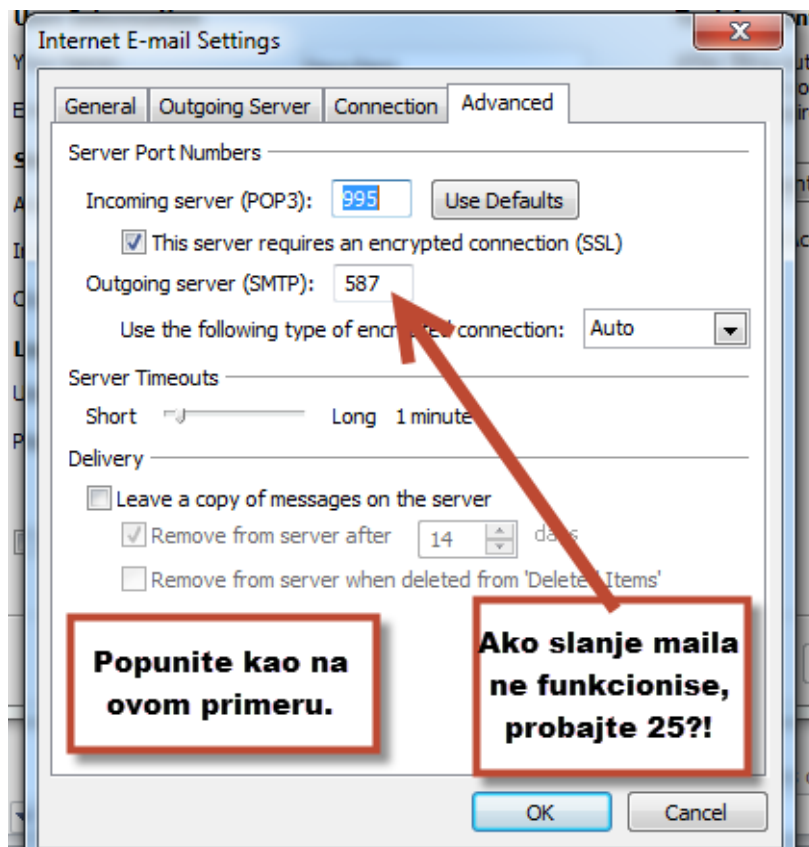 Internet E-mail Settings
General Outgoing Server Connection Advanced
Server Port Numbers
Incoming server (POP3): 995 Use Defaults
This server requires an encrypted connection (SSL)
Outgoing server (SMTP): 587
Use the following type of encrypted connection: Auto
Server Timeouts
Short Long 1 minute
Delivery
Leave a copy of messages on the server
Remove from server after 14 days
Remove from server when deleted from 'Deleted Items'
Popunite kao na
ovom primeru.
Ako slanje maila
ne funkcionise,
probajte 25?!
OK Cancel